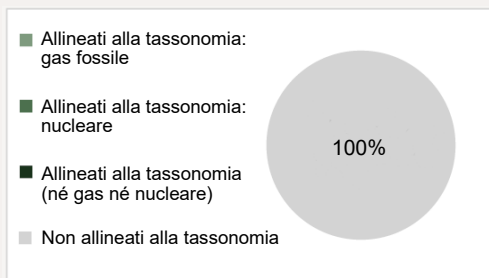 Allineati alla tassonomia:
gas fossile
Allineati alla tassonomia:
nucleare
Allineati alla tassonomia
(né gas né nucleare)
Non allineati alla tassonomia
100%